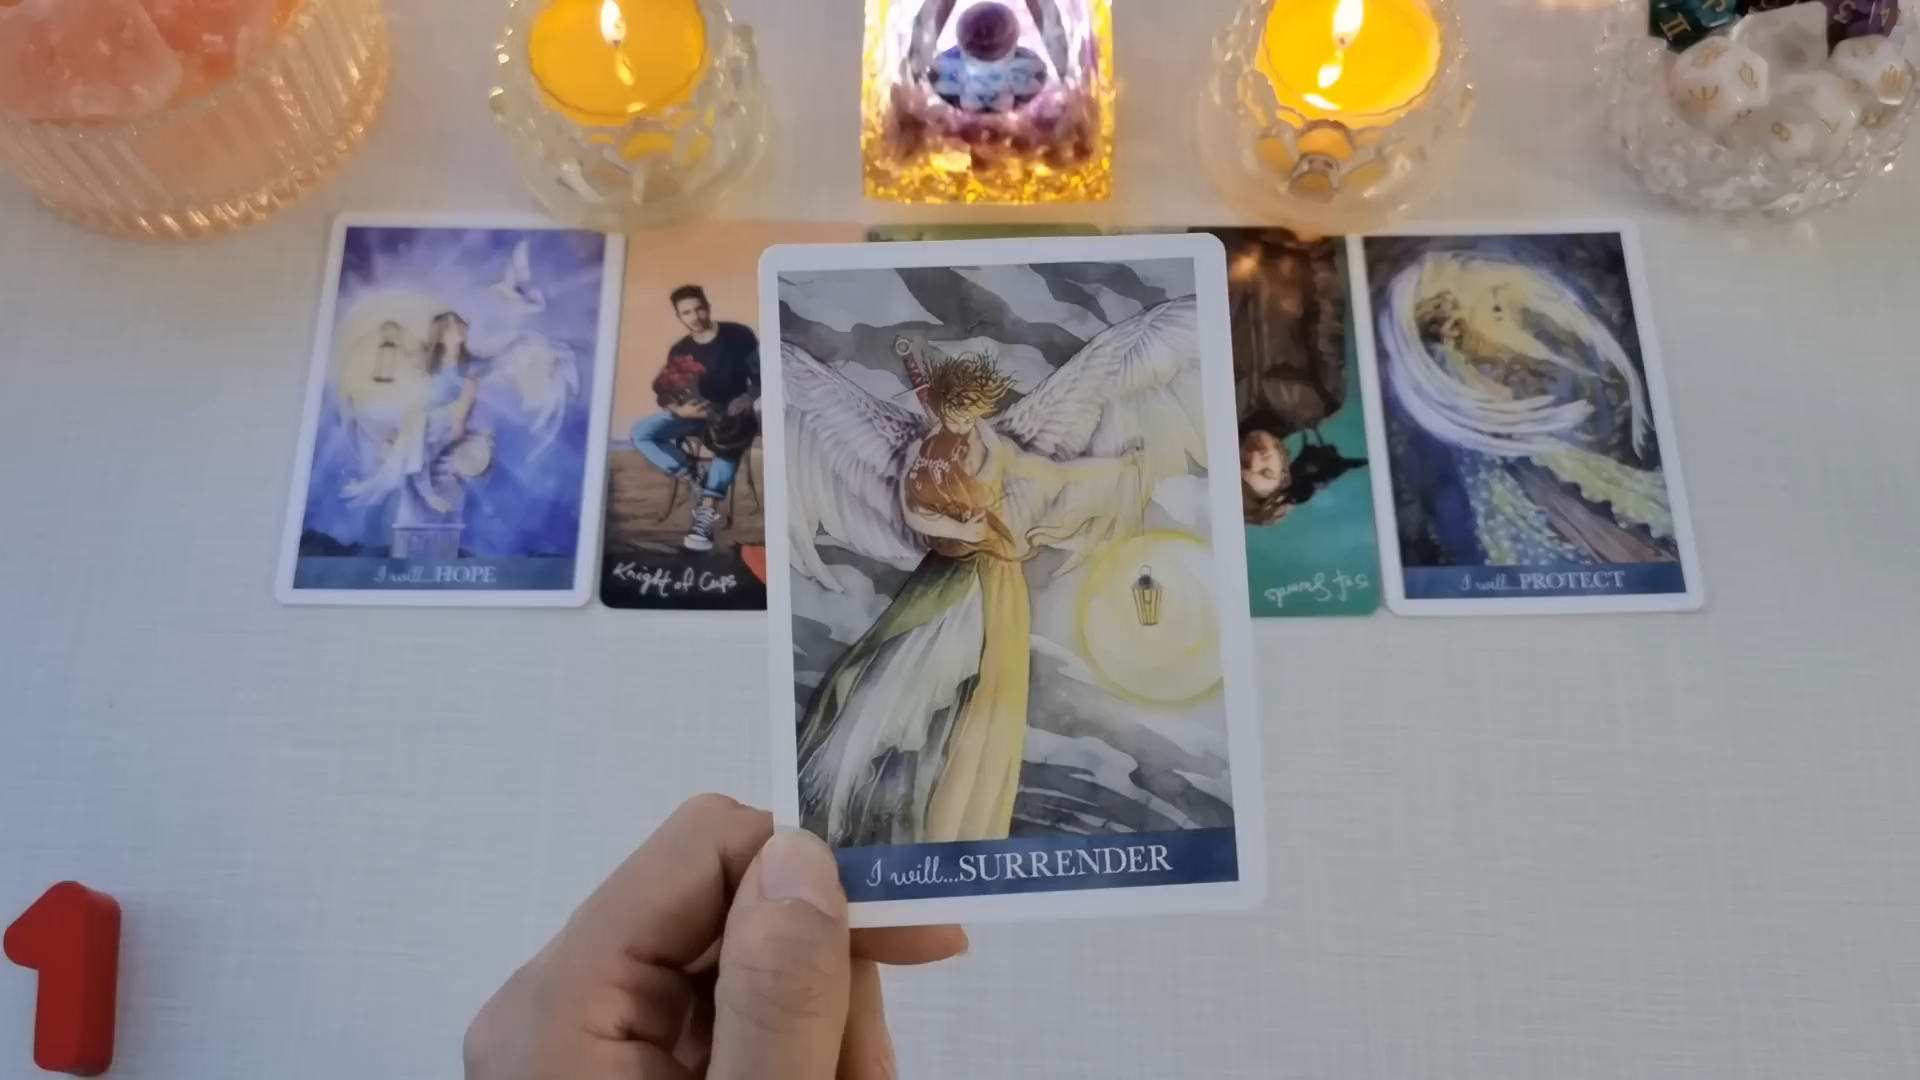 I will...HOPE
Knight of Cups
I will...SURRENDER
I will...PROTECT
1